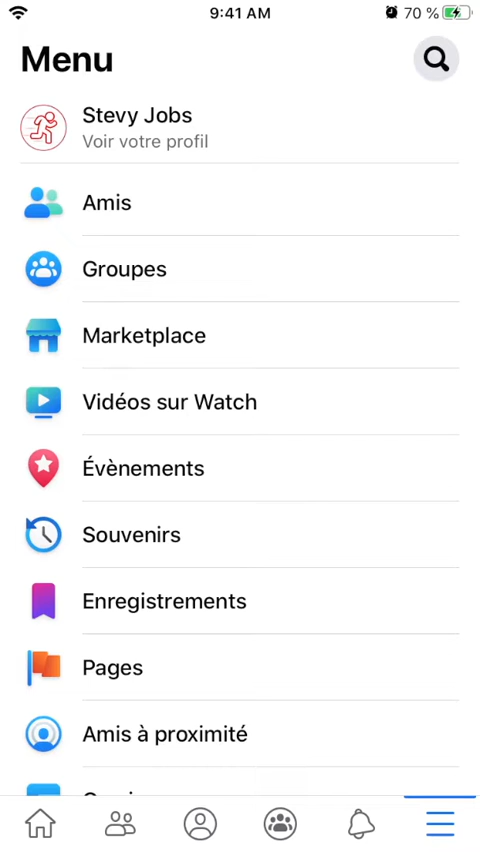 9:41 AM
70 %
Menu
Stevy Jobs
Voir votre profil
Amis
Groupes
Marketplace
Vidéos sur Watch
Évènements
Souvenirs
Enregistrements
Pages
Amis à proximité